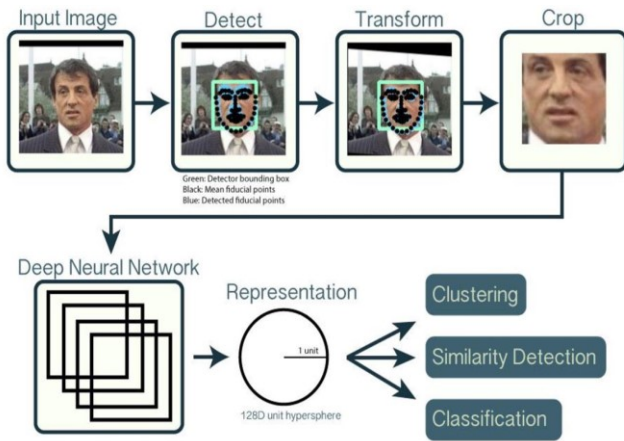 Input Image
Detect
Transform
Crop
Green: Detector bounding box
Black: Mean fiducial points
Blue: Detected fiducial points
Deep Neural Network
Representation
1 unit
128D unit hypersphere
Clustering
Similarity Detection
Classification